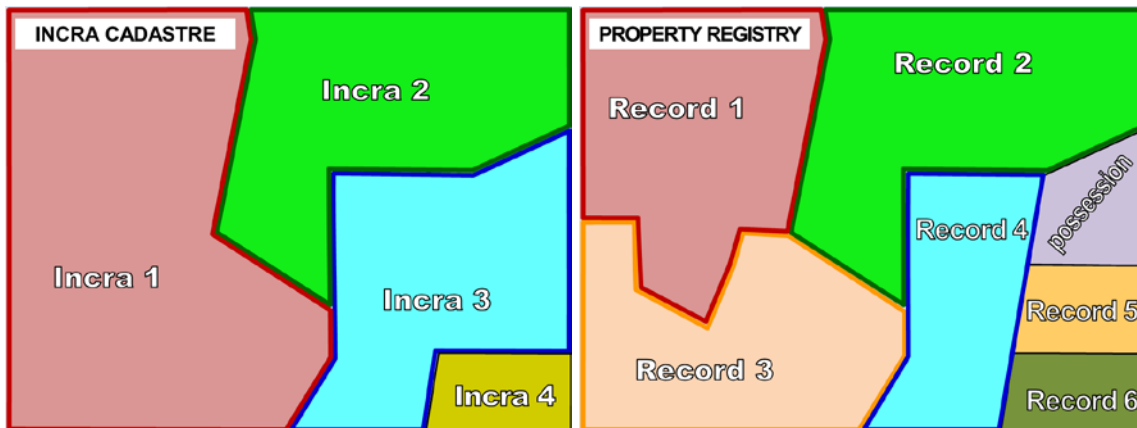 INCRA CADASTRE
Incra 1
Incra 2
Incra 3
Incra 4
PROPERTY REGISTRY
Record 1
Record 2
Record 3
Record 4
possession
Record 5
Record 6